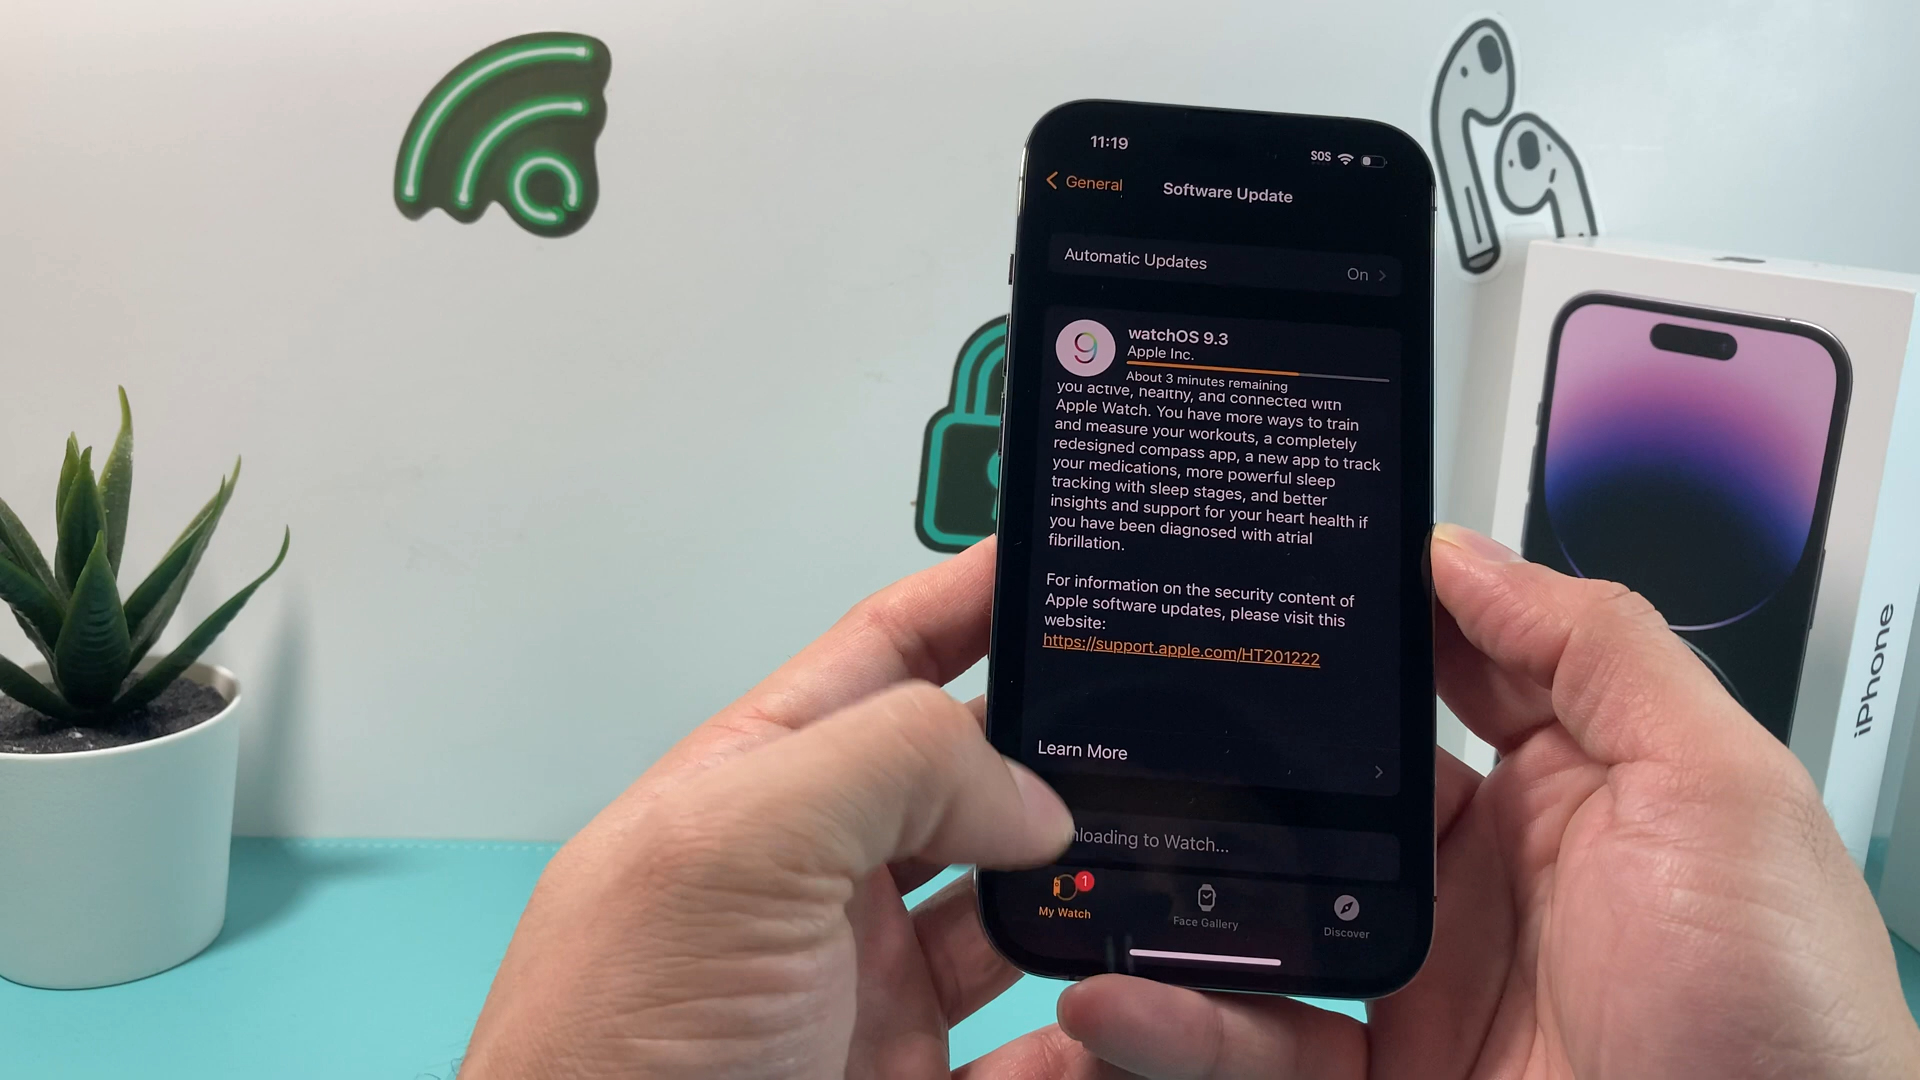 11:19
SOS
General
Software Update
Automatic Updates
On
9
watchOS 9.3
Apple Inc.
About 3 minutes remaining
you active, healthy, and connected with
Apple Watch. You have more ways to train
and measure your workouts, a completely
redesigned compass app, a new app to track
your medications, more powerful sleep
tracking with sleep stages, and better
insights and support for your heart health if
you have been diagnosed with atrial
fibrillation.
For information on the security content of
Apple software updates, please visit this
website:
https://support.apple.com/HT201222
Learn More
nloading to Watch...
1
My Watch
Face Gallery
Discover
iPhone